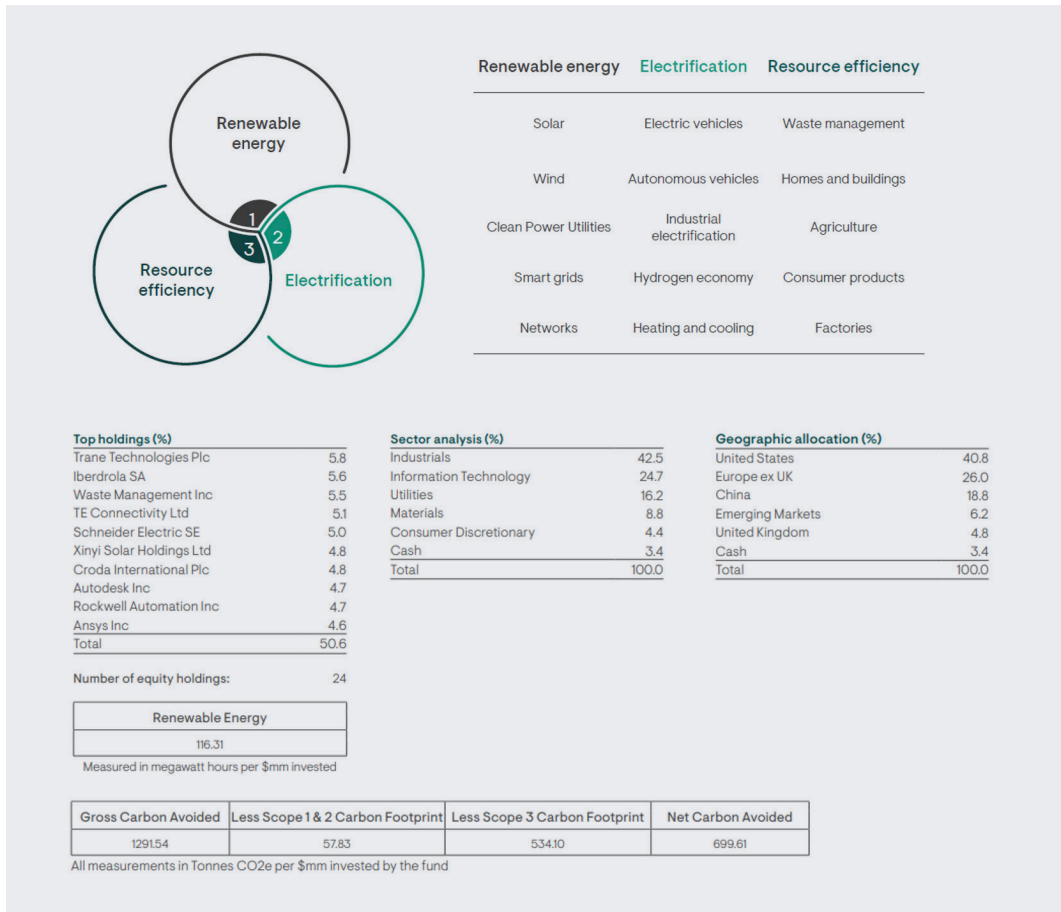 Renewable
energy
1
2
3
Resource
efficiency
Electrification
Renewable energy Electrification Resource efficiency
Solar Electric vehicles Waste management
Wind Autonomous vehicles Homes and buildings
Clean Power Utilities Industrial electrification Agriculture
Smart grids Hydrogen economy Consumer products
Networks Heating and cooling Factories
Top holdings (%)
Trane Technologies Plc 5.8
Iberdrola SA 5.6
Waste Management Inc 5.5
TE Connectivity Ltd 5.1
Schneider Electric SE 5.0
Xinyi Solar Holdings Ltd 4.8
Croda International Plc 4.8
Autodesk Inc 4.7
Rockwell Automation Inc 4.7
Ansys Inc 4.6
Total 50.6
Number of equity holdings: 24
Sector analysis (%)
Industrials 42.5
Information Technology 24.7
Utilities 16.2
Materials 8.8
Consumer Discretionary 4.4
Cash 3.4
Total 100.0
Geographic allocation (%)
United States 40.8
Europe ex UK 26.0
China 18.8
Emerging Markets 6.2
United Kingdom 4.8
Cash 3.4
Total 100.0
Renewable Energy
116.31
Measured in megawatt hours per $mm invested
Gross Carbon Avoided Less Scope 1 & 2 Carbon Footprint Less Scope 3 Carbon Footprint Net Carbon Avoided
1291.54 57.83 534.10 699.61
All measurements in Tonnes CO2e per $mm invested by the fund